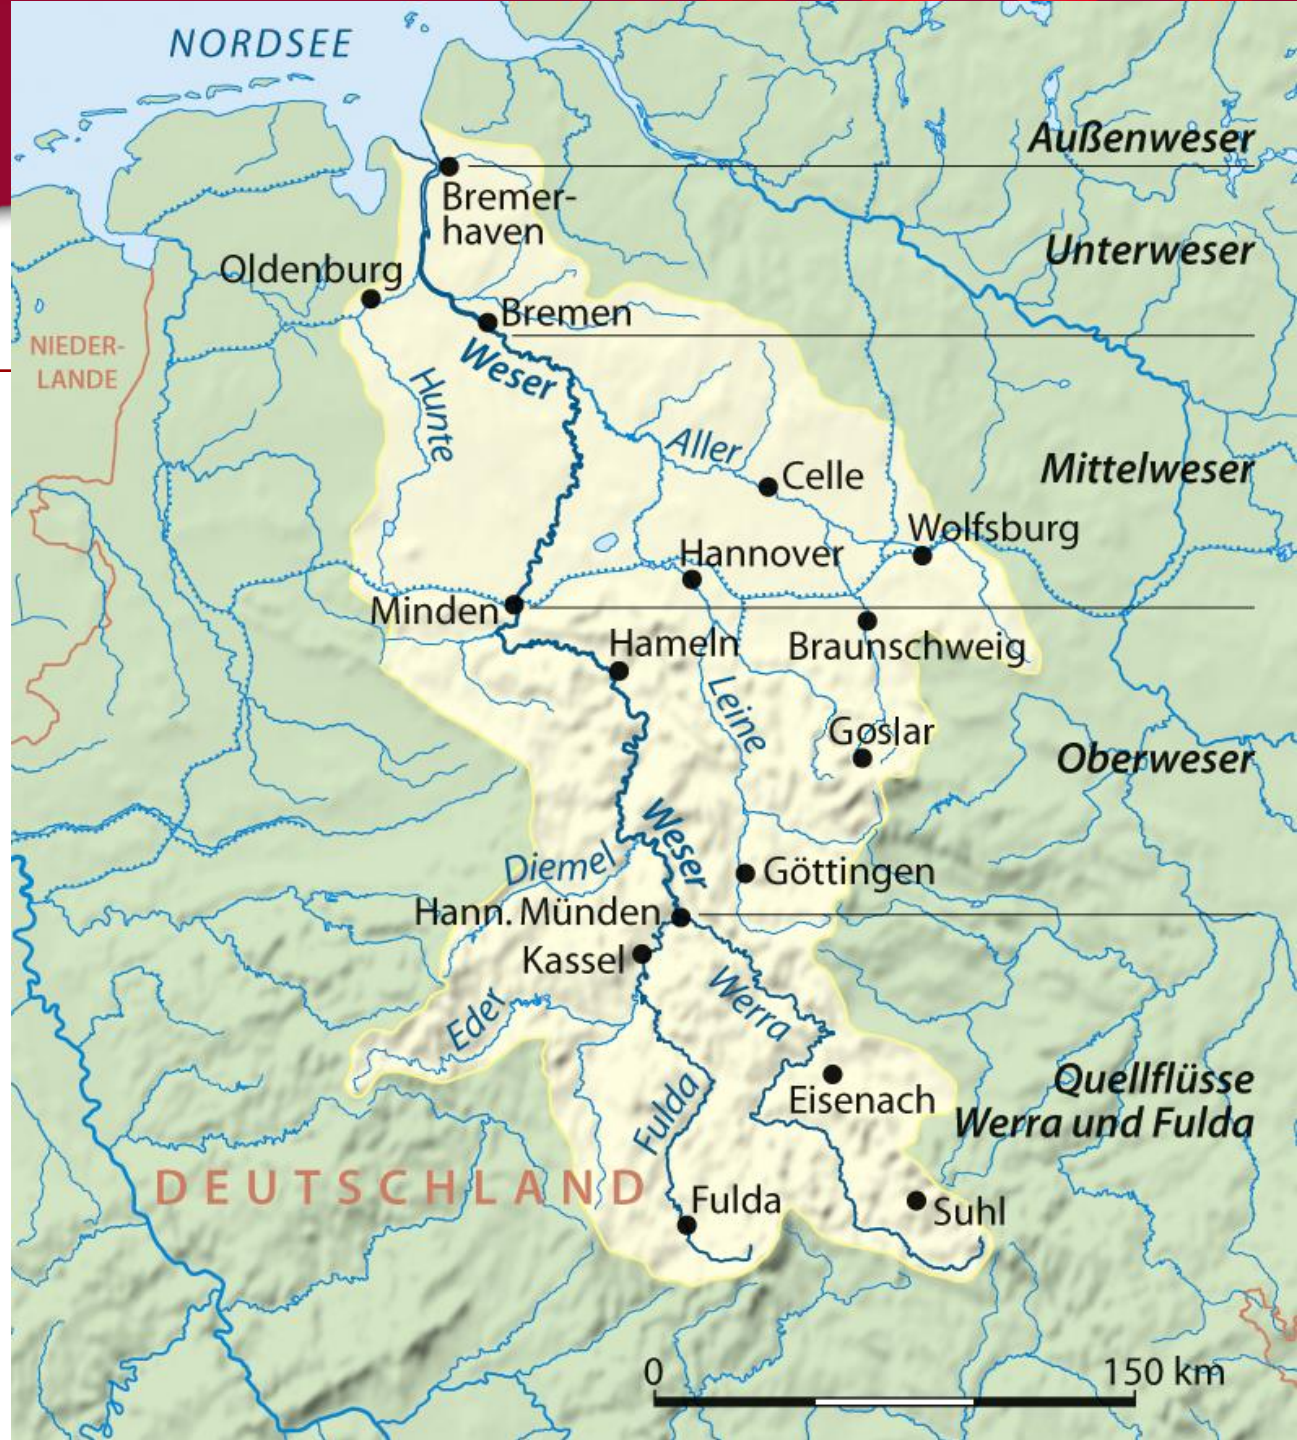 NORDSEE
Außenweser
Bremer-
haven
Unterweser
Oldenburg
Bremen
NIEDER-
LANDE
Weser
Hunte
Aller
Mittelweser
Celle
Wolfsburg
Hannover
Minden
Hameln
Braunschweig
Leine
Goslar
Oberweser
Weser
Diemel
Göttingen
Hann. Münden
Kassel
Werra
Eder
Quellflüsse
Werra und Fulda
Eisenach
Fulda
DEUTSCHLAND
Fulda
Suhl
0 150 km